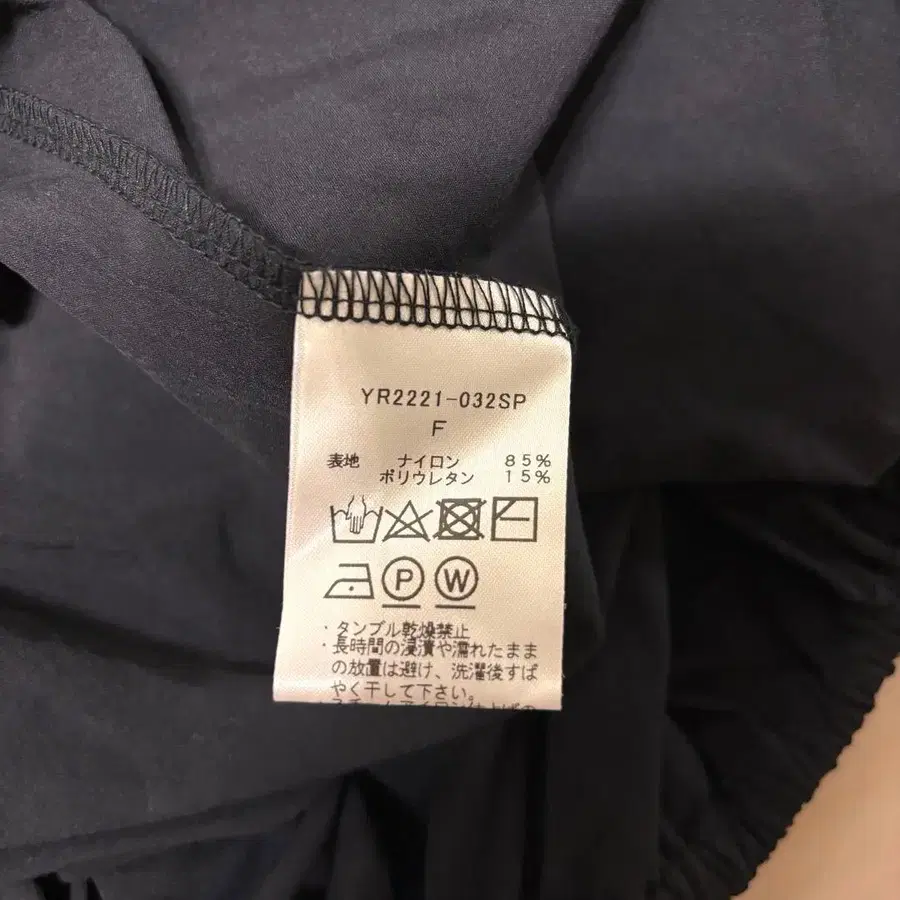 YR2221-032SP
F
表地 ナイロン 85%
ポリウレタン 15%
P W
・タンブル乾燥禁止
・長時間の浸漬や濡れたまま
の放置は避け、洗濯後すば
やく干して下さい。